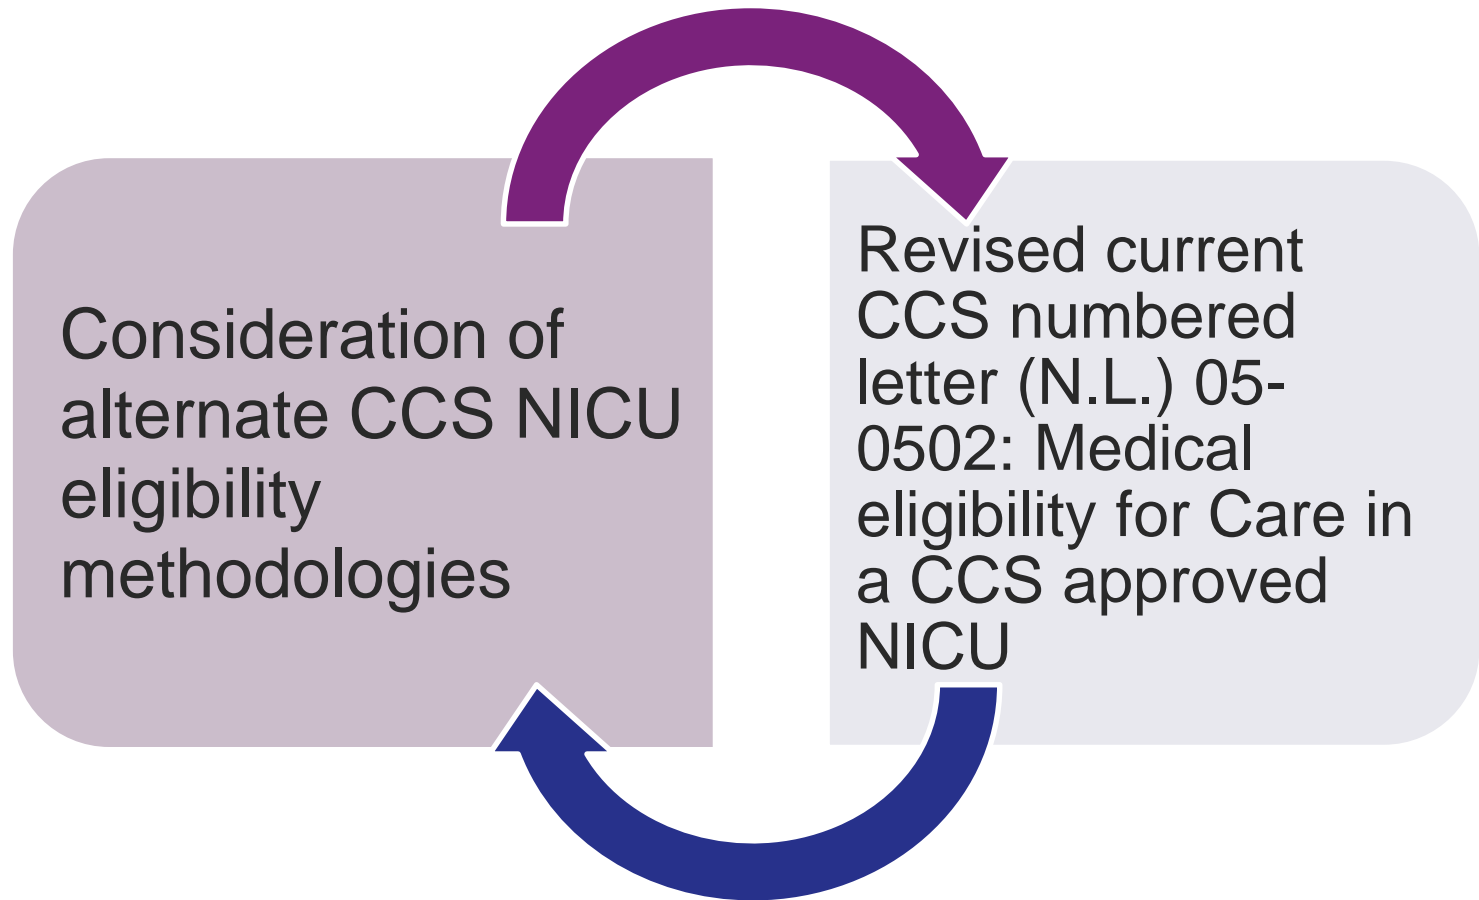 Consideration of
alternate CCS NICU
eligibility
methodologies
Revised current
CCS numbered
letter (N.L.) 05-
0502: Medical
eligibility for Care in
a CCS approved
NICU